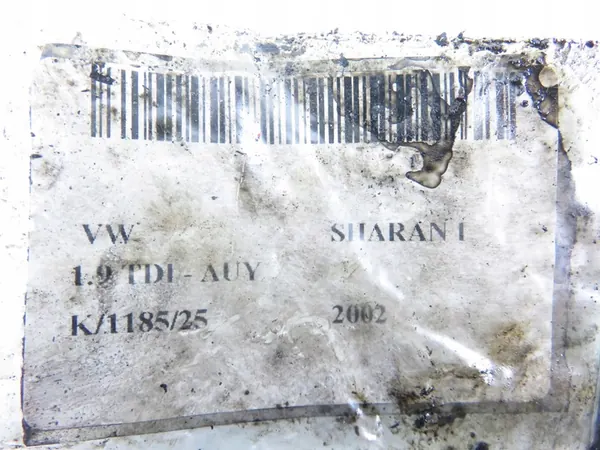 VW SHARAN I
1.9 TDI - AUY
K/1185/25 2002